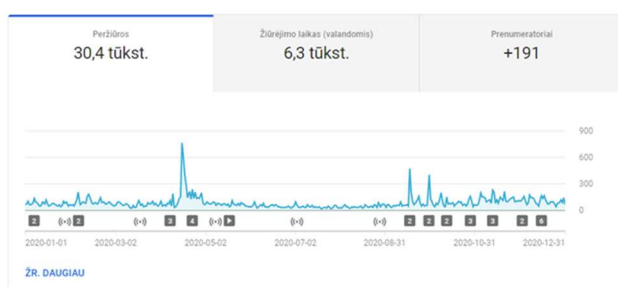 Peržiūros Žiūrėjimo laikas (valandomis) Prenumeratoriai
30,4 tūkst. 6,3 tūkst. +191
900
600
300
0
2 2 3 4 2 2 2 3 3 2 6
2020-01-01 2020-03-02 2020-05-02 2020-07-02 2020-08-31 2020-10-31 2020-12-31
ŽR. DAUGIAU